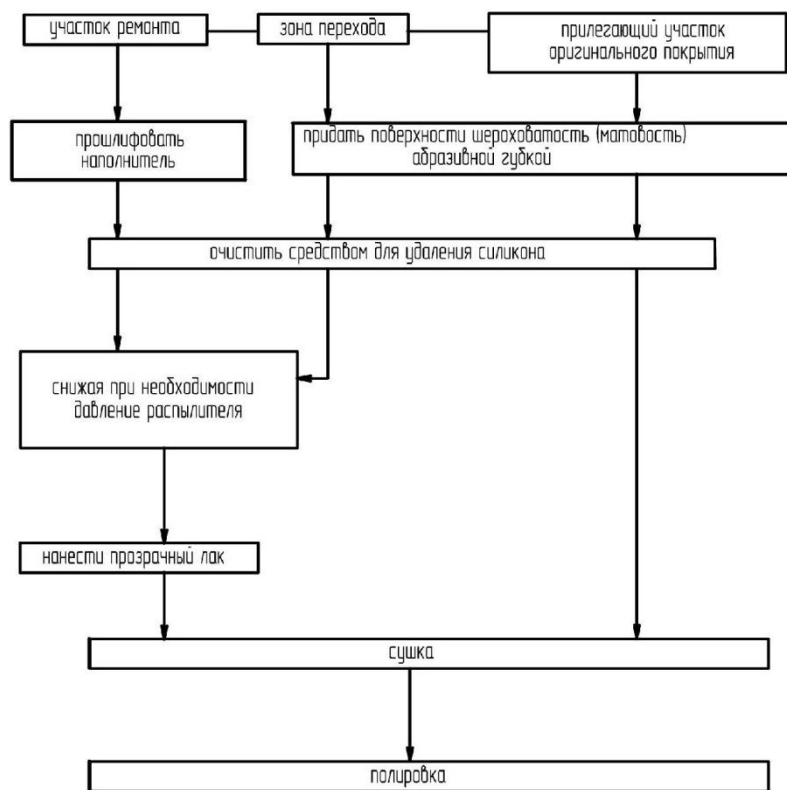 участок ремонта
зона перехода
прилегающий участок
оригинального покрытия
прошлифовать
наполнитель
придать поверхности шероховатость (матовость)
абразивной губкой
очистить средством для удаления силикона
снижая при необходимости
давление распылителя
нанести прозрачный лак
сушка
полировка